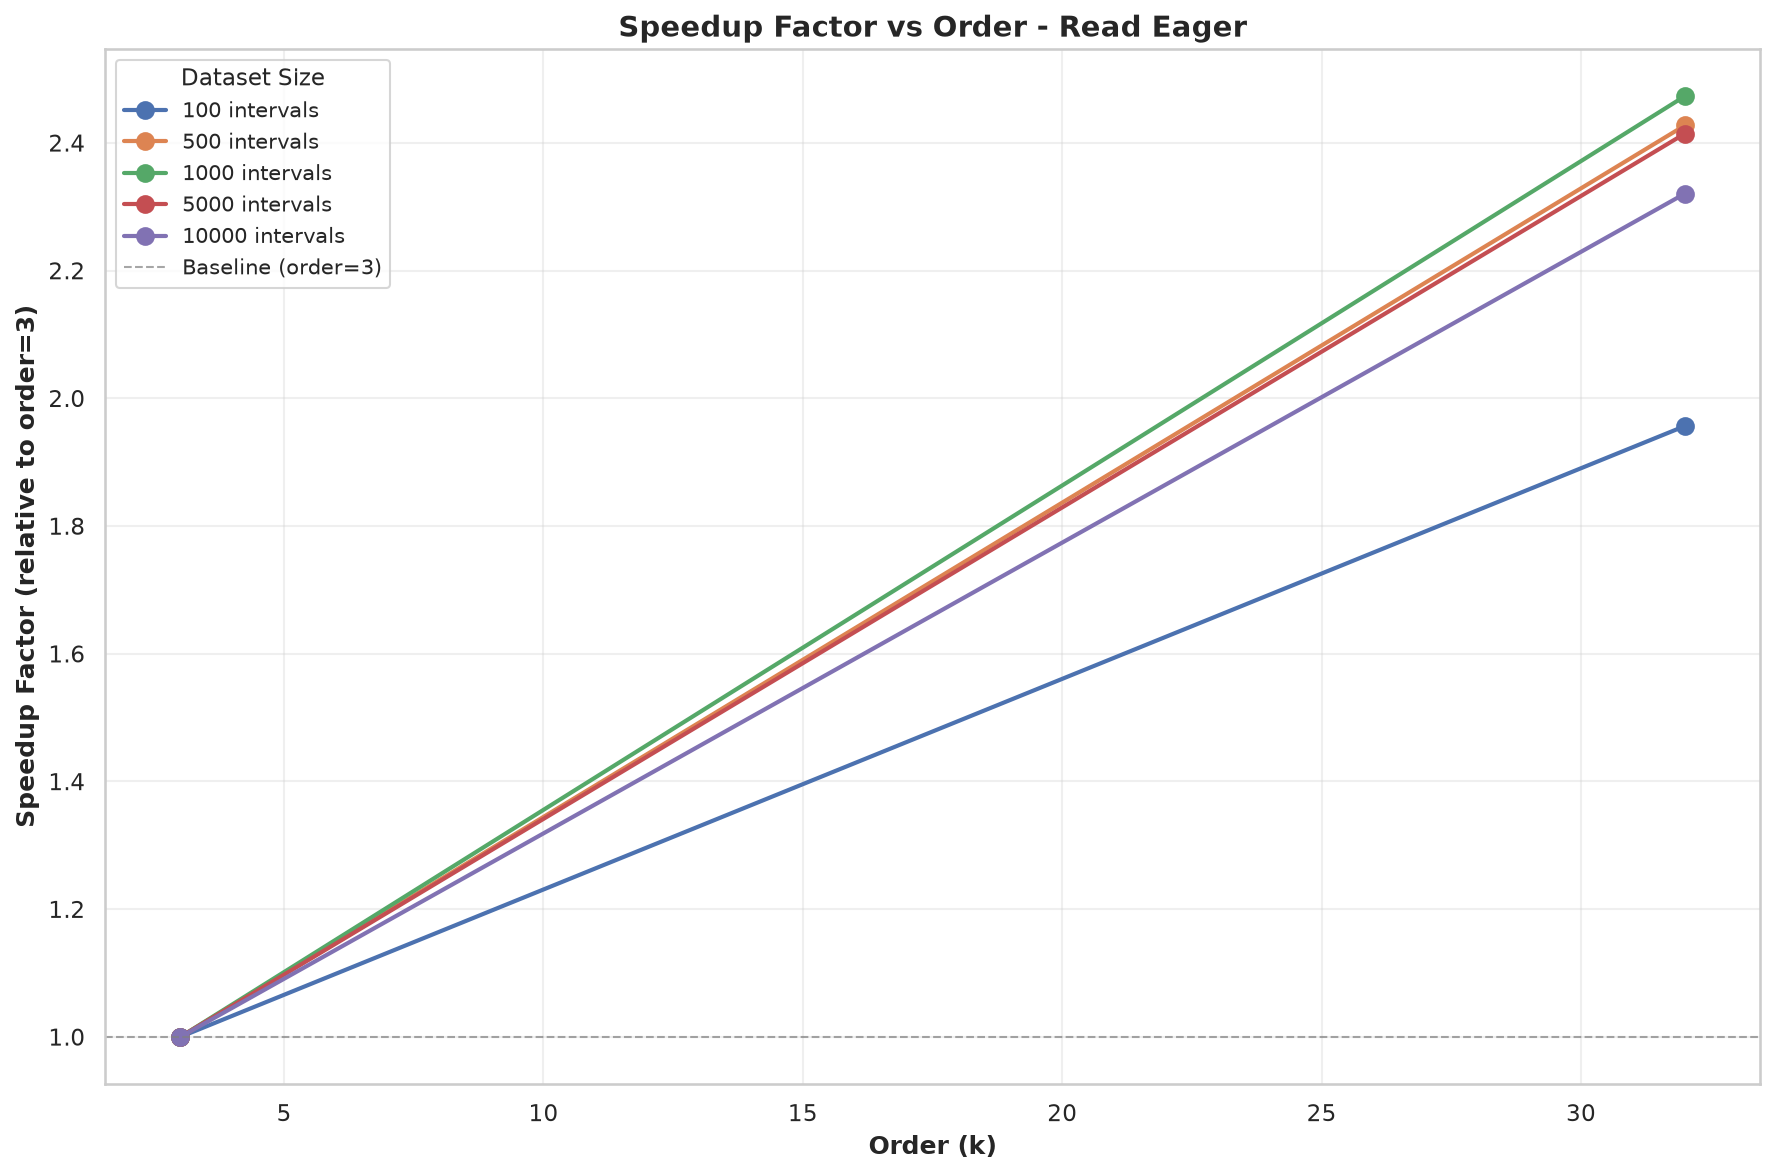 Speedup Factor vs Order - Read Eager
Dataset Size
100 intervals
500 intervals
1000 intervals
5000 intervals
10000 intervals
Baseline (order=3)
Speedup Factor (relative to order=3)
2.4
2.2
2.0
1.8
1.6
1.4
1.2
1.0
5
10
15
20
25
30
Order (k)